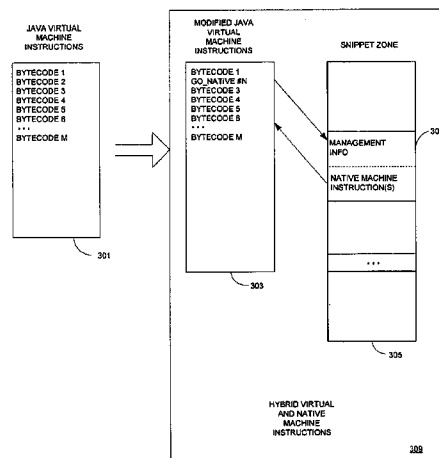 JAVA VIRTUAL
MACHINE
INSTRUCTIONS
BYTECODE 1
BYTECODE 2
BYTECODE 3
BYTECODE 4
BYTECODE 5
BYTECODE 6
• • •
BYTECODE M
301
MODIFIED JAVA
VIRTUAL
MACHINE
INSTRUCTIONS
BYTECODE 1
GO_NATIVE #N
BYTECODE 3
BYTECODE 4
BYTECODE 5
BYTECODE 6
• • •
BYTECODE M
303
SNIPPET ZONE
MANAGEMENT
INFO
NATIVE MACHINE
INSTRUCTION(S)
• • •
305
HYBRID VIRTUAL
AND NATIVE
MACHINE
INSTRUCTIONS
309